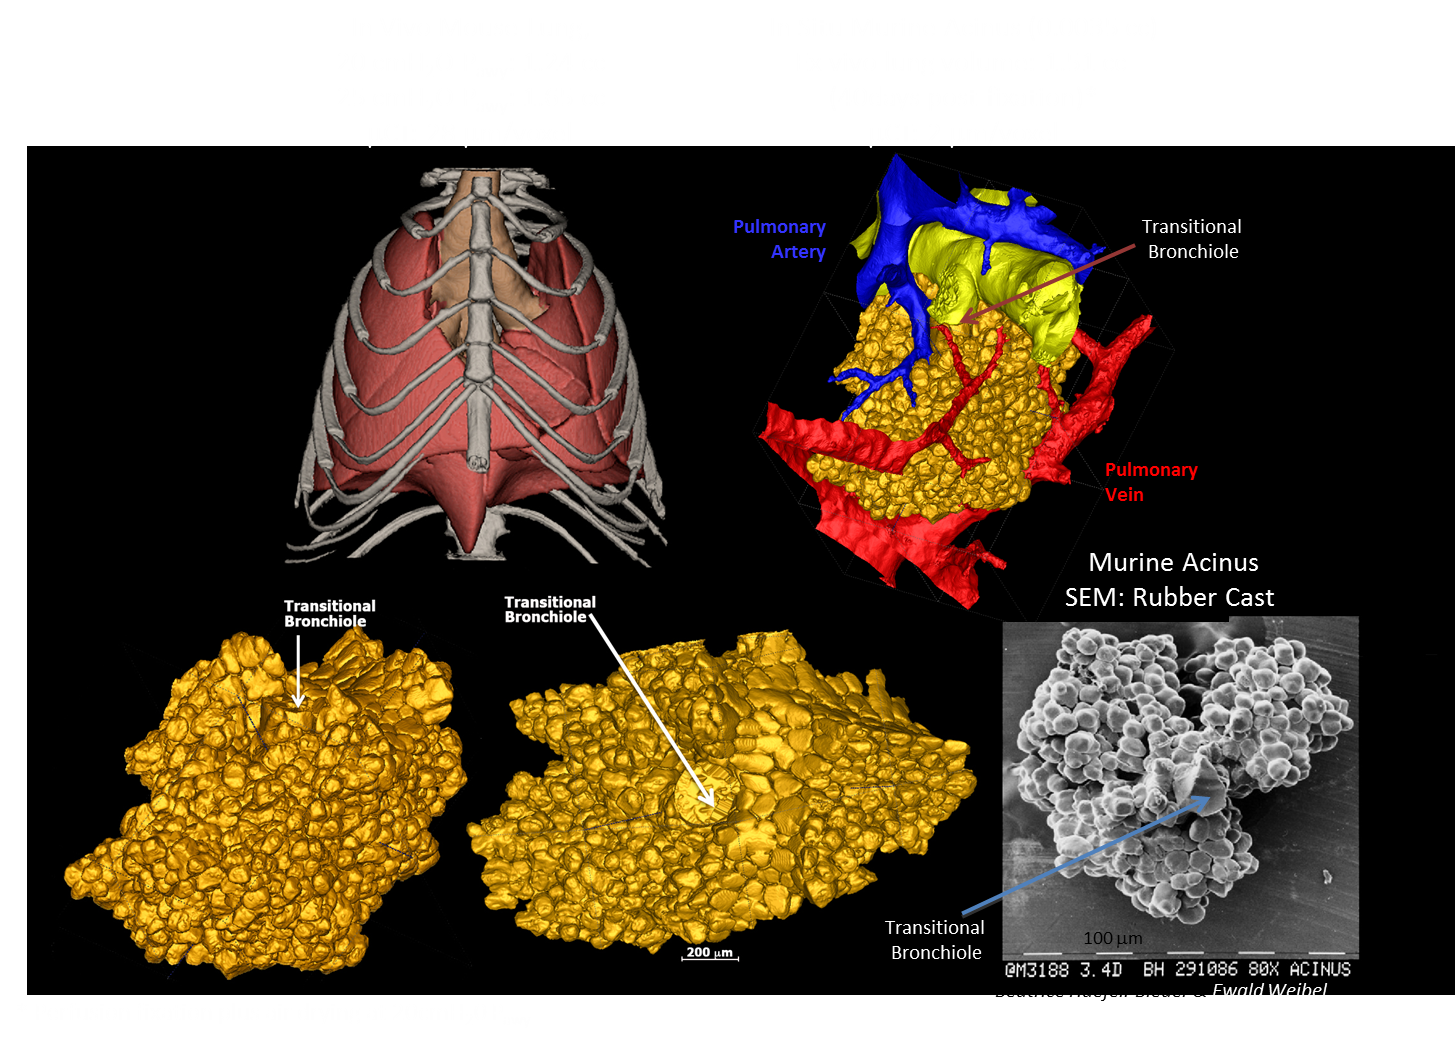 Pulmonary
Artery
Transitional
Bronchiole
Pulmonary
Vein
Murine Acinus
SEM: Rubber Cast
Transitional
Bronchiole
Transitional
Bronchiole
200 μm
Transitional
Bronchiole
100 μm
@M3188 3.4D BH 291086 80X ACINUS
& Ewald Weibel